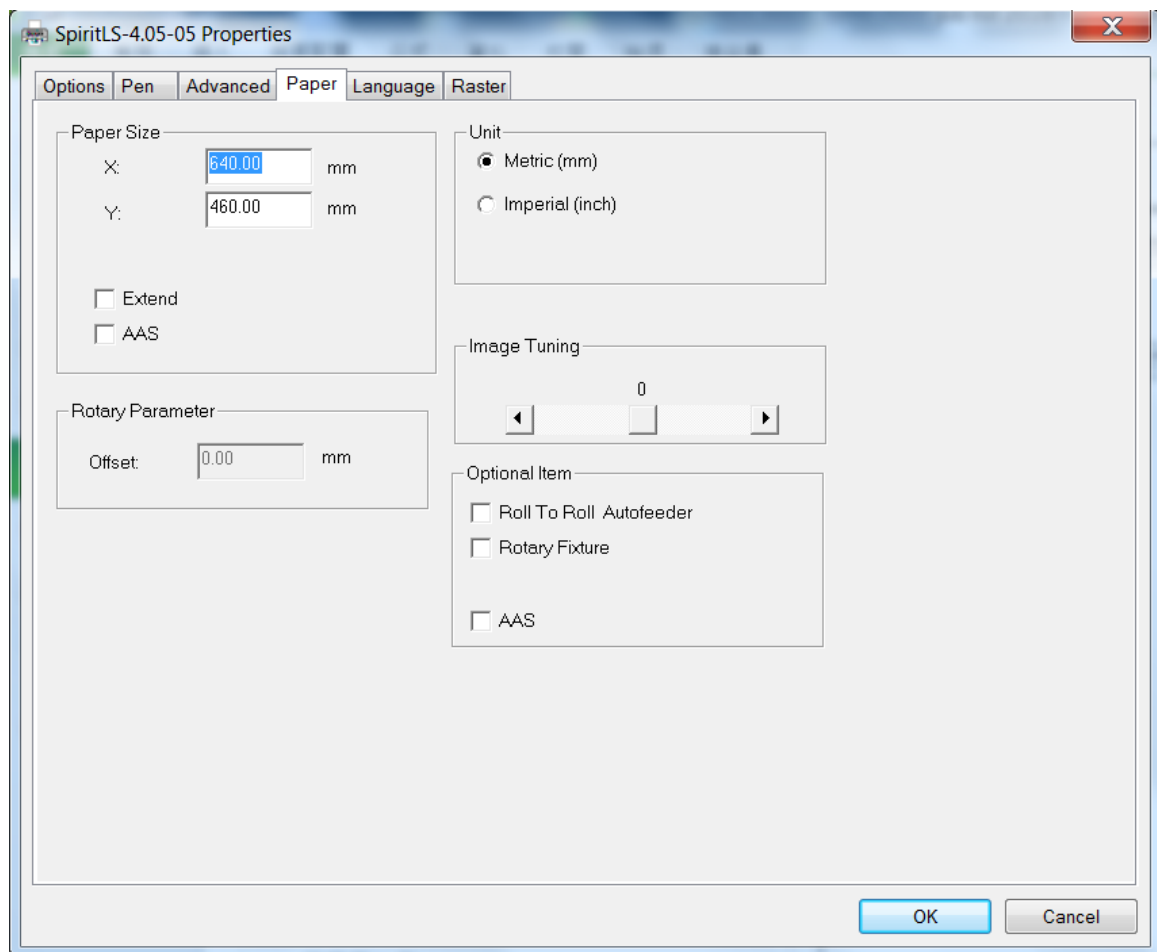 SpiritLS-4.05-05 Properties
Options Pen Advanced Paper Language Raster
Paper Size
X: 640.00 mm
Y: 460.00 mm
Extend
AAS
Rotary Parameter
Offset: 0.00 mm
Unit
Metric (mm)
Imperial (inch)
Image Tuning
0
Optional Item
Roll To Roll Autofeeder
Rotary Fixture
AAS
OK Cancel